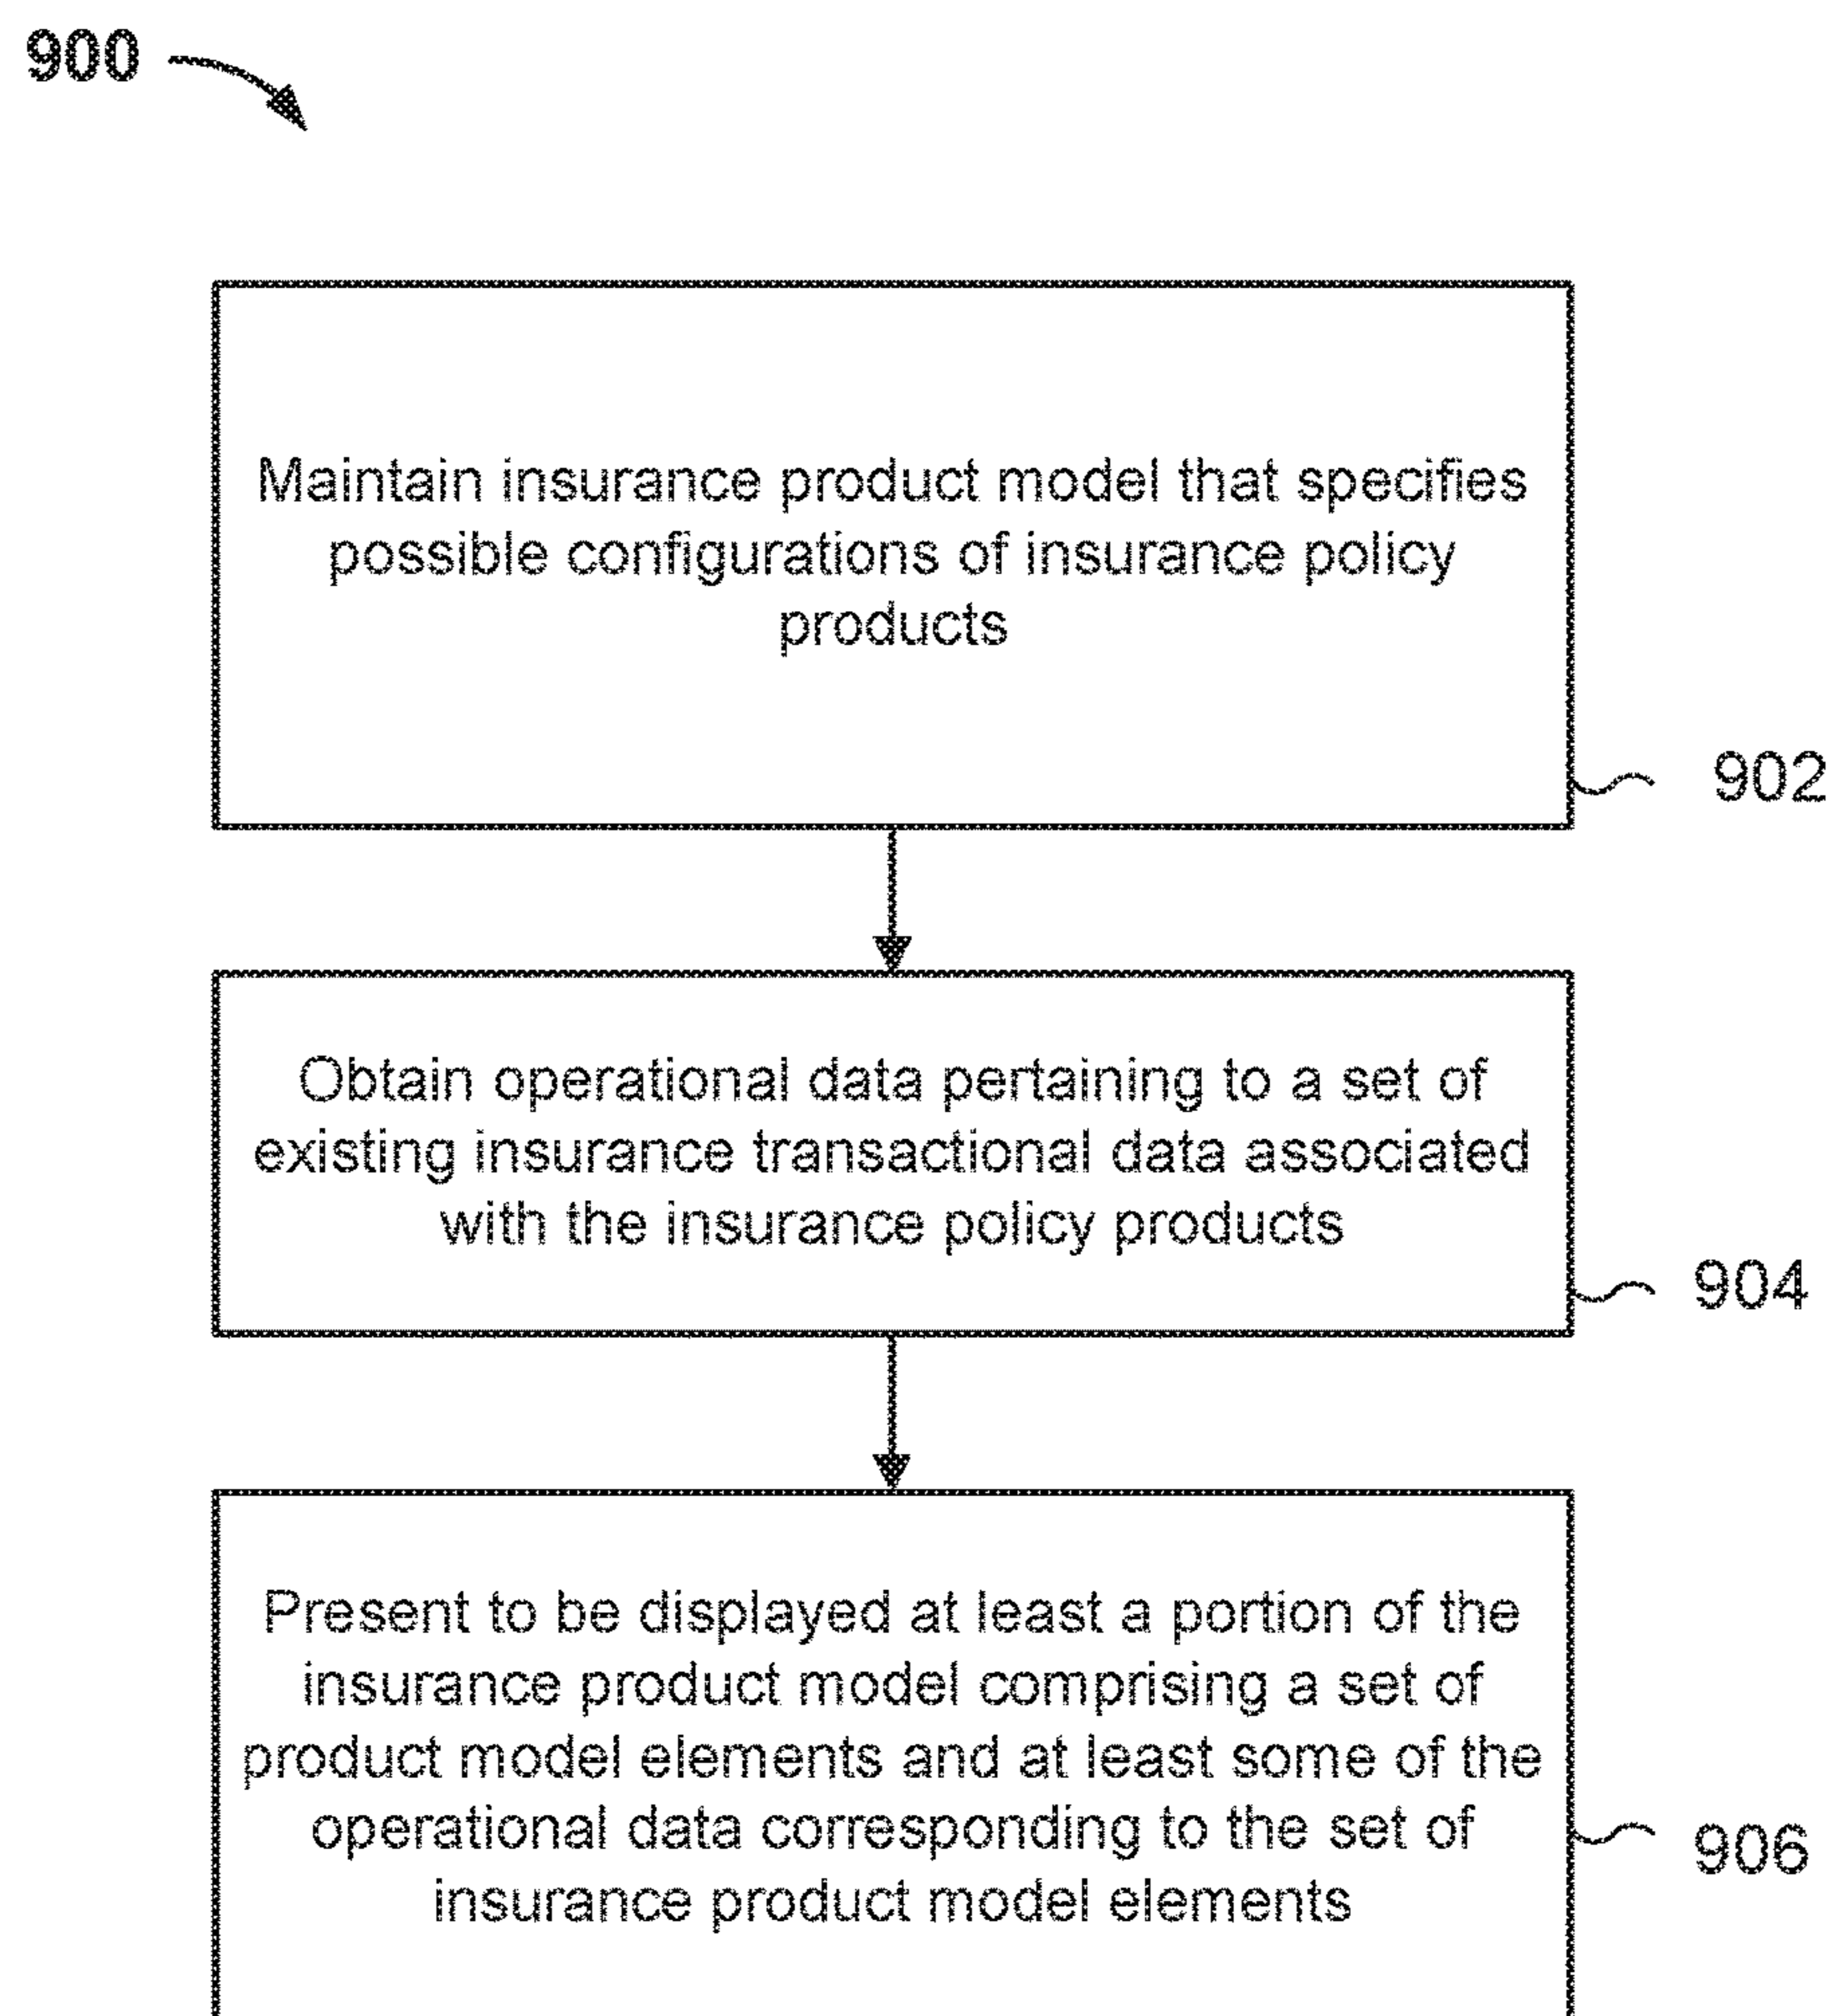 900
Maintain insurance product model that specifies
possible configurations of insurance policy
products
902
Obtain operational data pertaining to a set of
existing insurance transactional data associated
with the insurance policy products
904
Present to be displayed at least a portion of the
insurance product model comprising a set of
product model elements and at least some of the
operational data corresponding to the set of
insurance product model elements
906